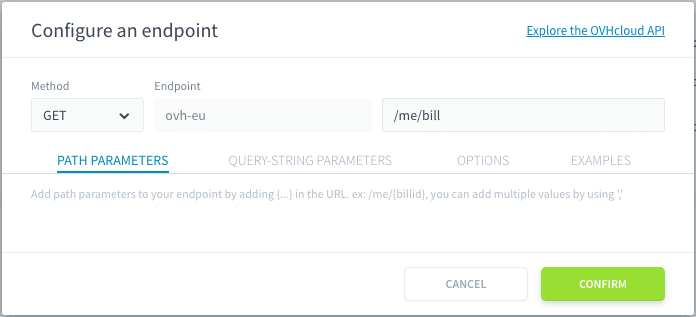 Configure an endpoint
Explore the OVHcloud API
Method
Endpoint
GET
ovh-eu
/me/bill
PATH PARAMETERS
QUERY-STRING PARAMETERS
OPTIONS
EXAMPLES
Add path parameters to your endpoint by adding {...} in the URL. ex: /me/{billid}, you can add multiple values by using ','
CANCEL
CONFIRM